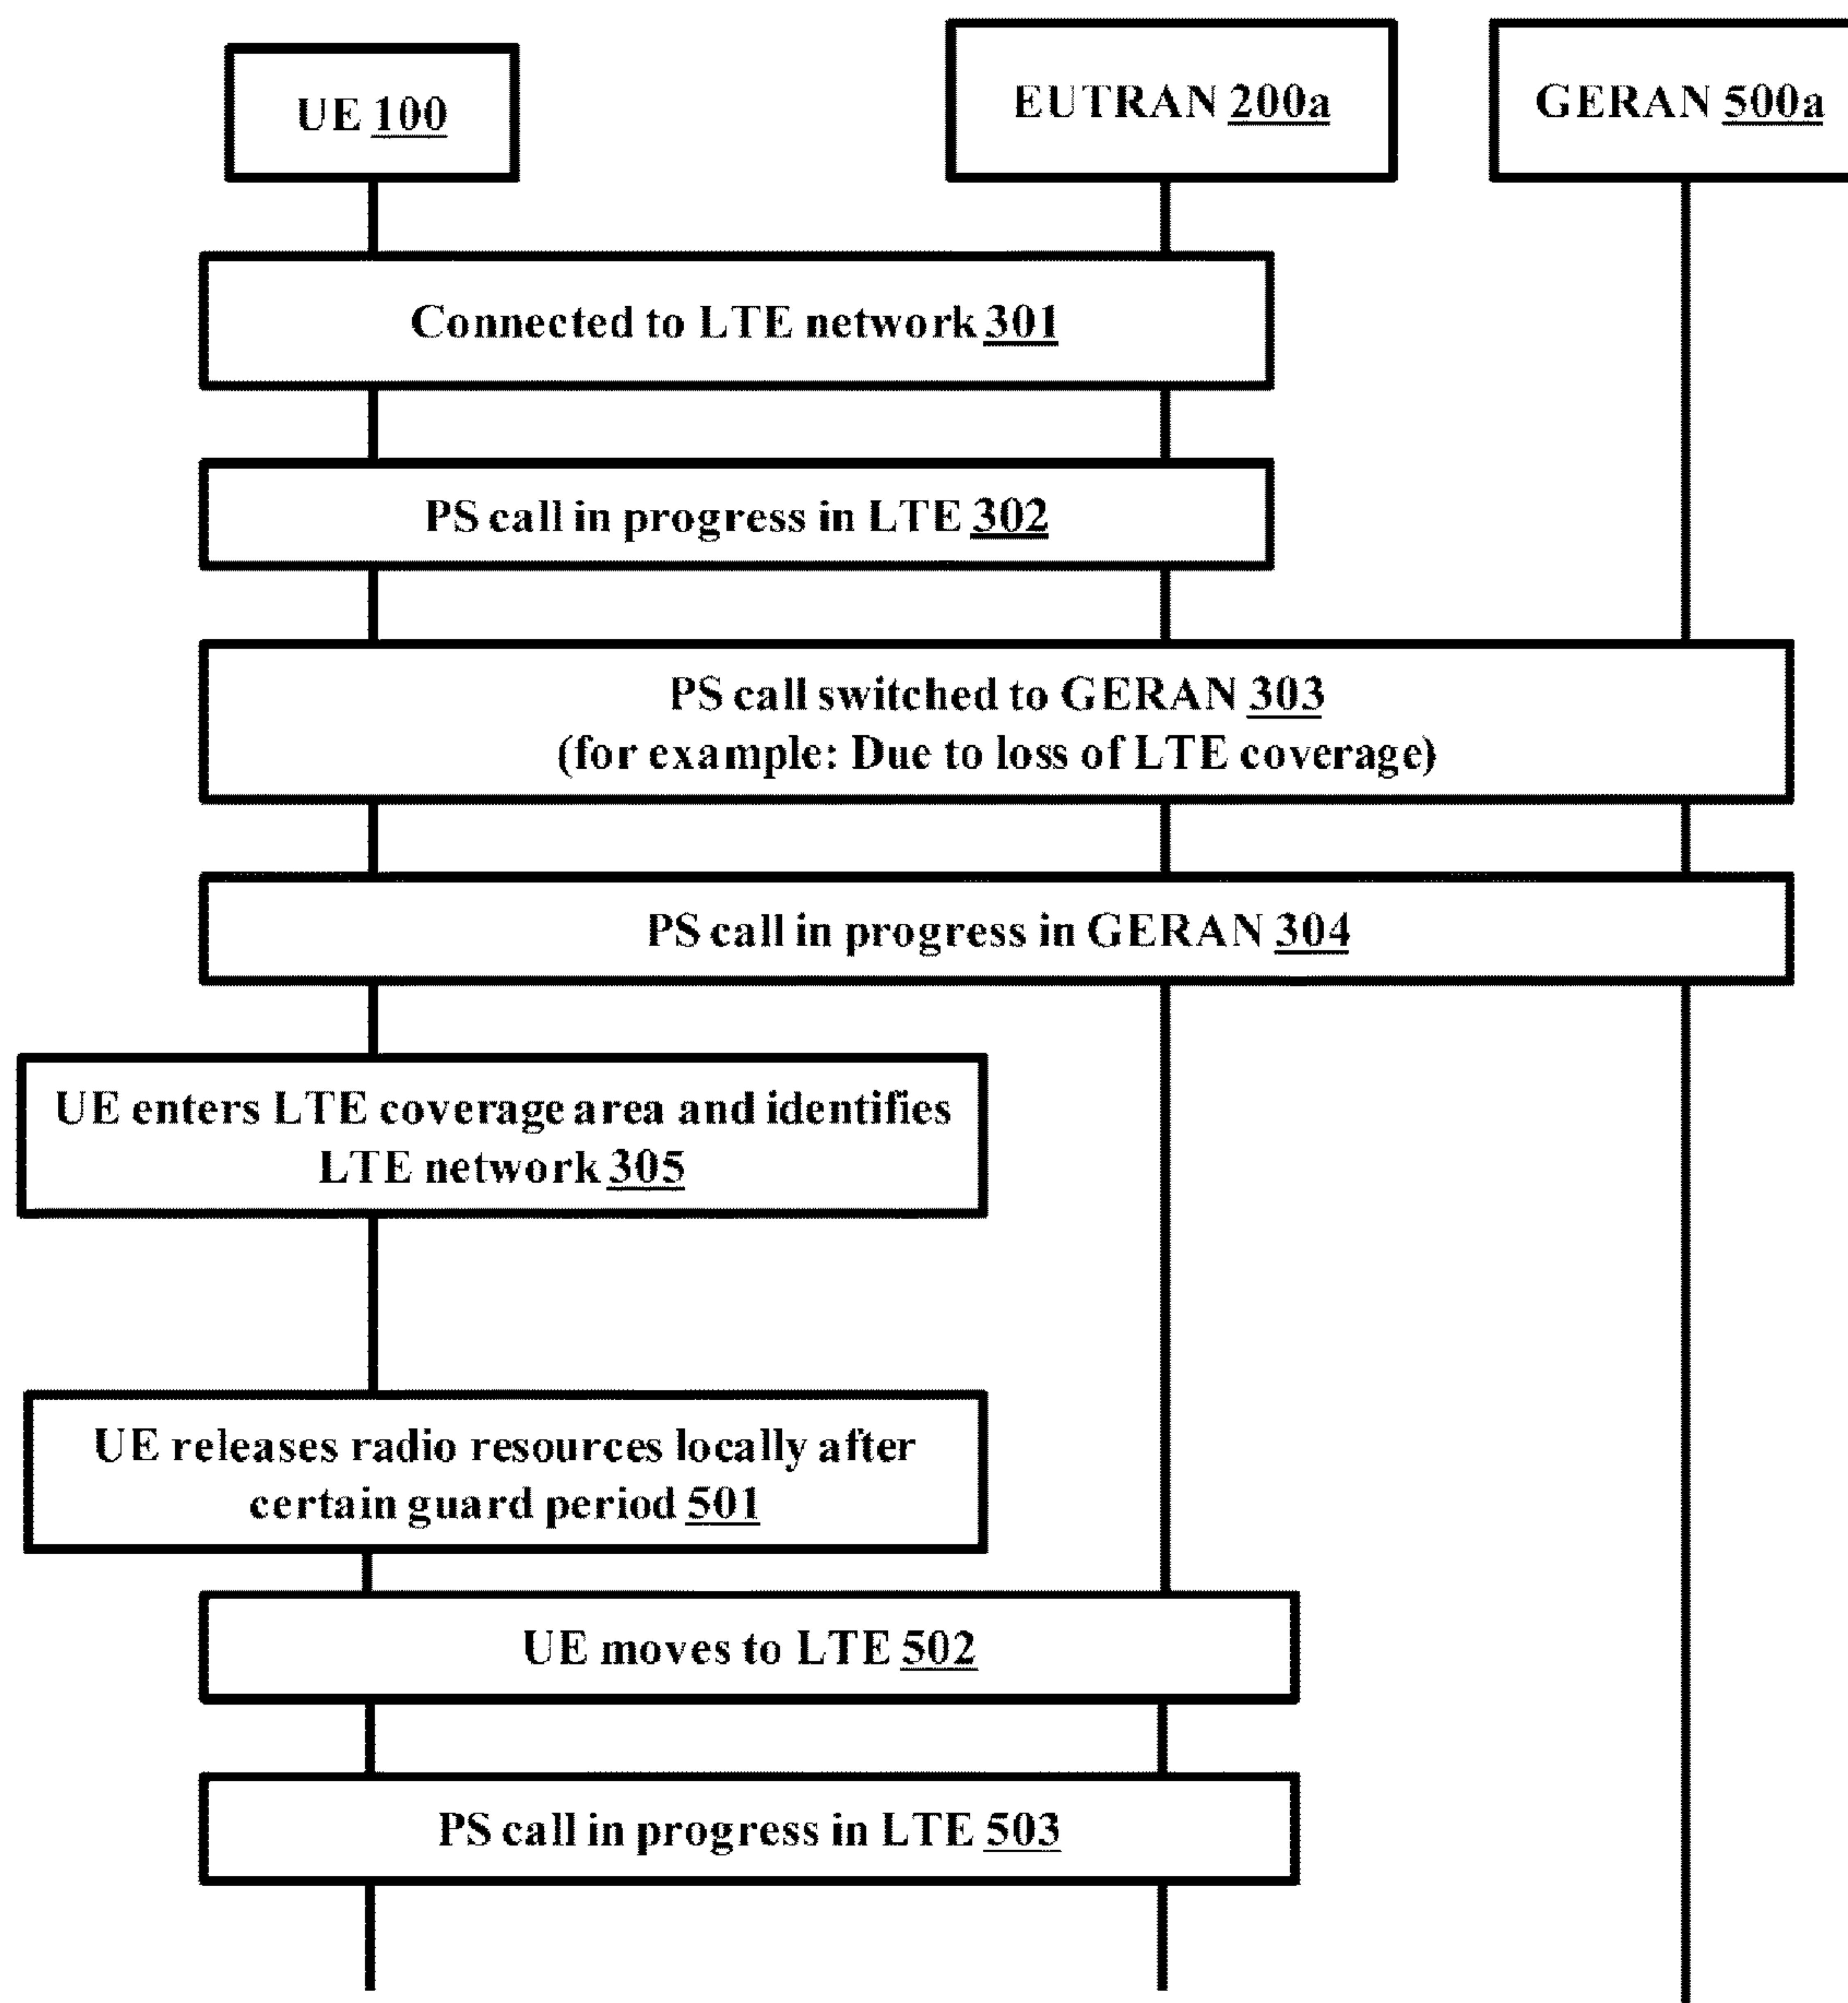 UE 100
EUTRAN 200a
GERAN 500a
Connected to LTE network 301
PS call in progress in LTE 302
PS call switched to GERAN 303
(for example: Due to loss of LTE coverage)
PS call in progress in GERAN 304
UE enters LTE coverage area and identifies
LTE network 305
UE releases radio resources locally after
certain guard period 501
UE moves to LTE 502
PS call in progress in LTE 503